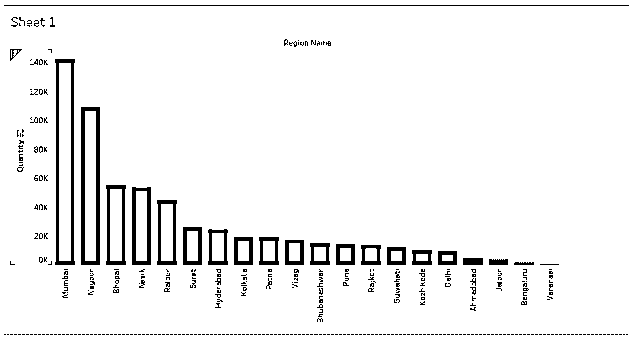 Sheet 1
Region Name
Quantity
140K
120K
100K
80K
60K
40K
20K
0K
Mumbai
Nagpur
Bhopal
Nasik
Raipur
Surat
Hyderabad
Kolkata
Patna
Vizag
Bhubaneshwar
Pune
Rajkot
Guwahati
Kozhikode
Delhi
Ahmedabad
Jaipur
Bengaluru
Varanasi